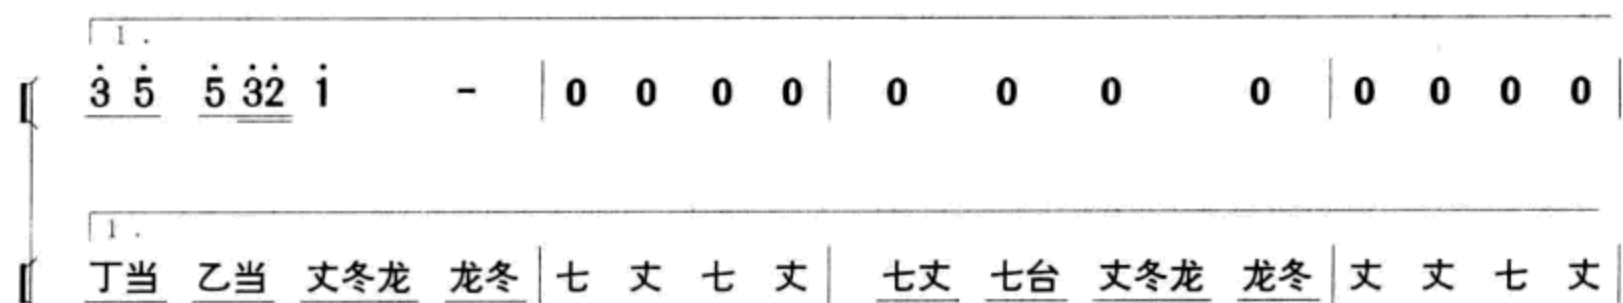 1.
3 5 5 32 1 - | 0 0 0 0 | 0 0 0 0 | 0 0 0 0 |
1.
丁当 乙当 丈冬龙 龙冬 | 七 丈 七 丈 | 七丈 七台 丈冬龙 龙冬 | 丈 丈 七 丈 |